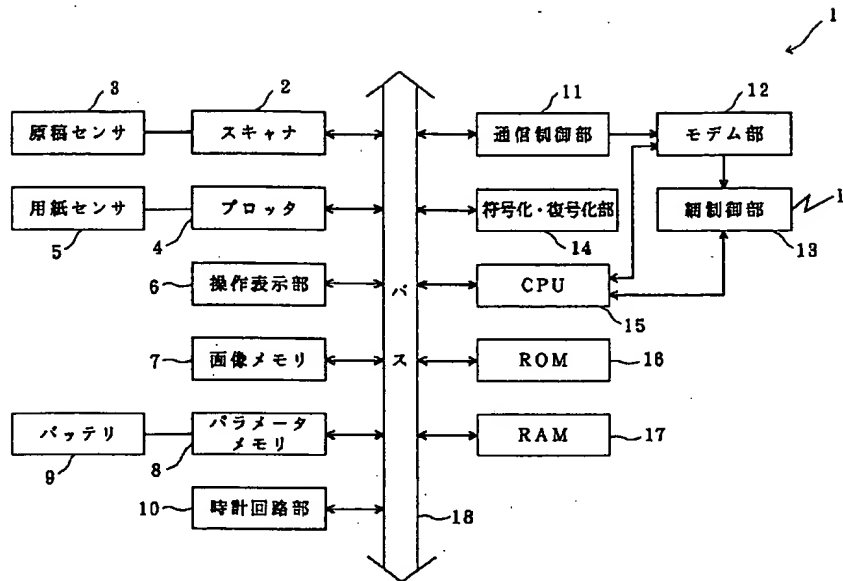 1
3
2
11
12
原稿センサ
スキャナ
通信制御部
モデム部
用紙センサ
プロッタ
符号化・復号化部
網制御部
5
4
14
13
6
操作表示部
バス
CPU
15
7
画像メモリ
ROM
16
バッテリ
パラメータ
メモリ
RAM
17
9
8
10
時計回路部
18